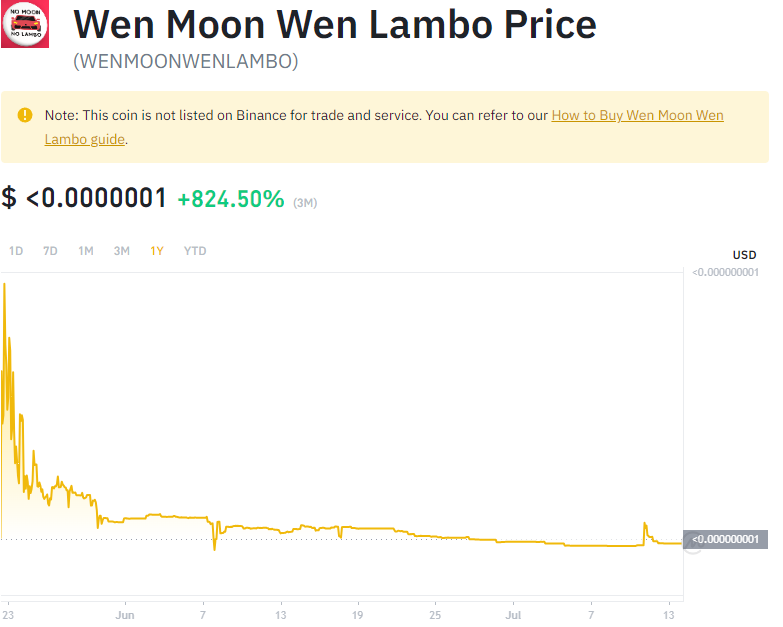 NO MOON
NO LAMBO
Wen Moon Wen Lambo Price
(WENMOONWENLAMBO)
Note: This coin is not listed on Binance for trade and service. You can refer to our How to Buy Wen Moon Wen
Lambo guide.
$ <0.0000001 +824.50% (3M)
1D 7D 1M 3M 1Y YTD
USD
<0.000000001
<0.000000001
23 Jun 7 13 19 25 Jul 7 13